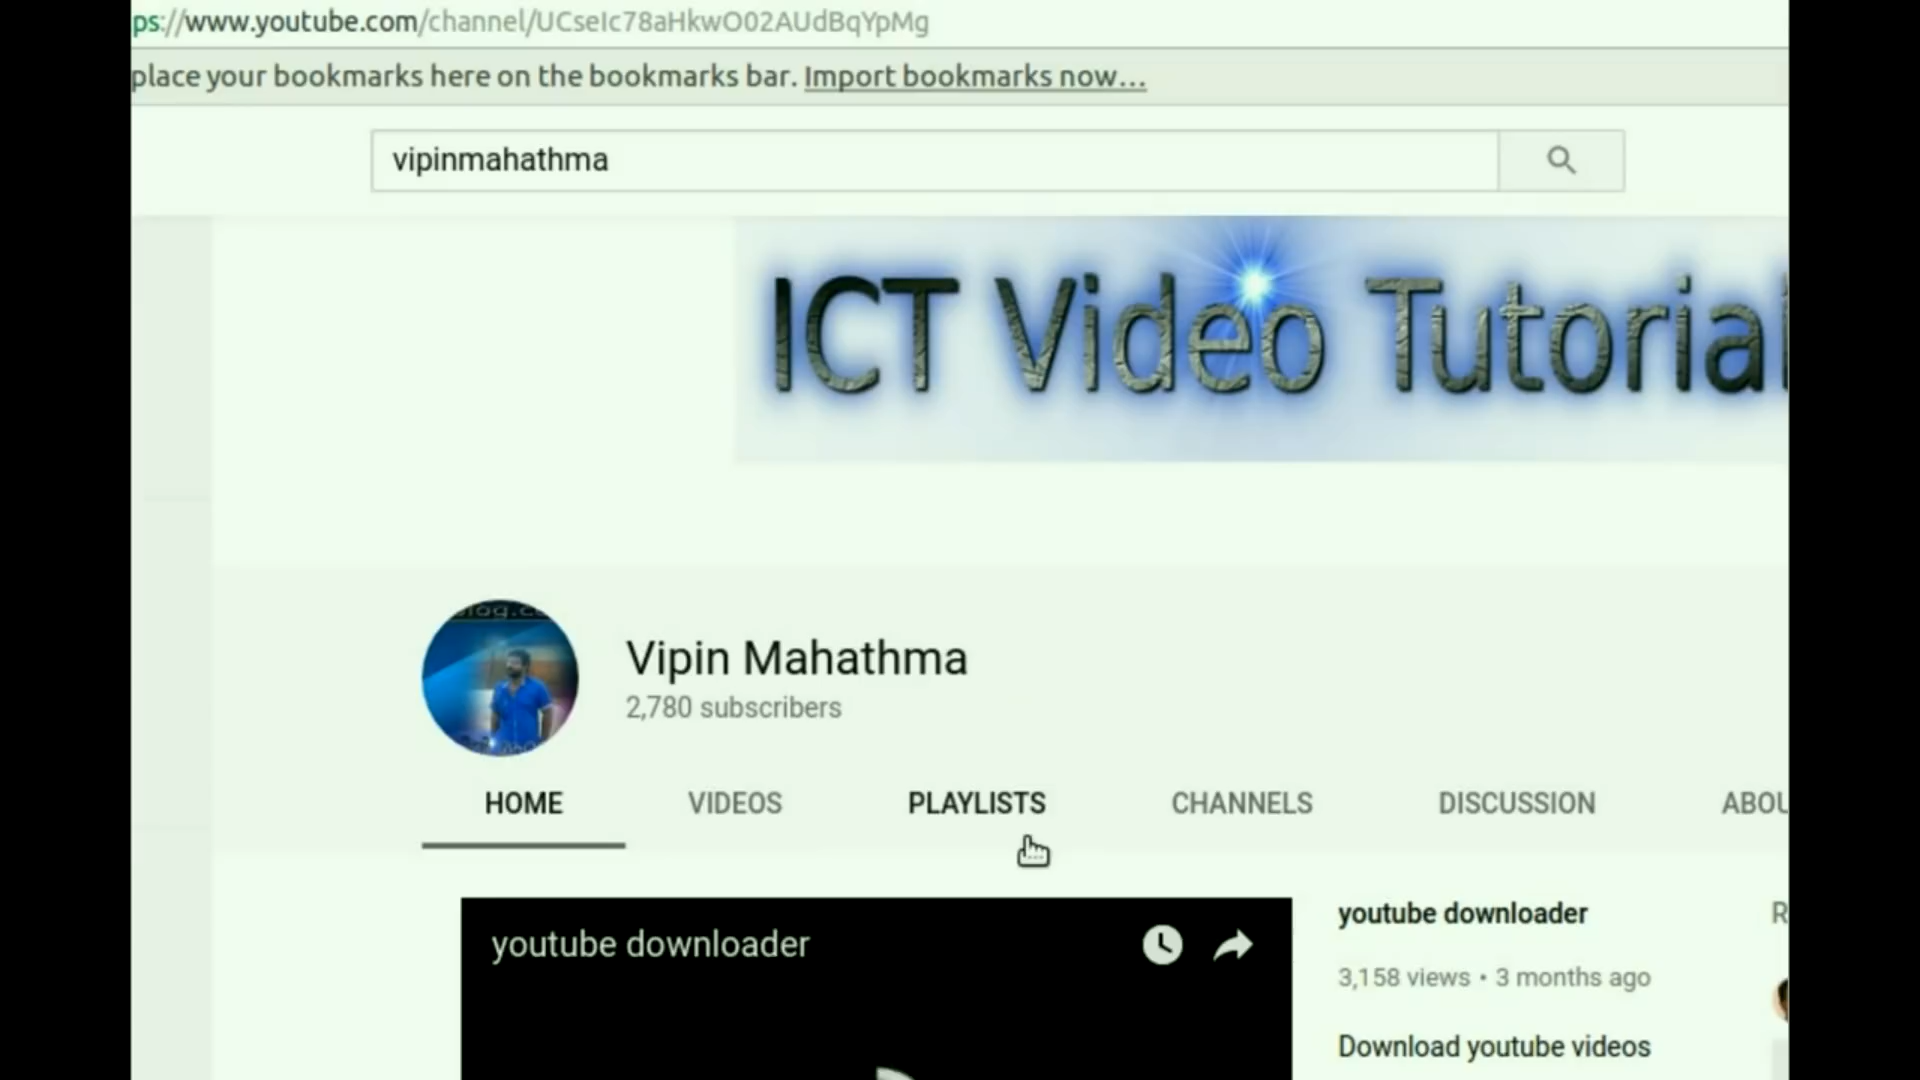 ps://www.youtube.com/channel/UCseIc78aHkwO02AUdBqYpMg
place your bookmarks here on the bookmarks bar. Import bookmarks now...
vipinmahathma
ICT Video Tutorial
Vipin Mahathma
2,780 subscribers
HOME VIDEOS PLAYLISTS CHANNELS DISCUSSION ABOU
youtube downloader
youtube downloader
R
3,158 views • 3 months ago
Download youtube videos